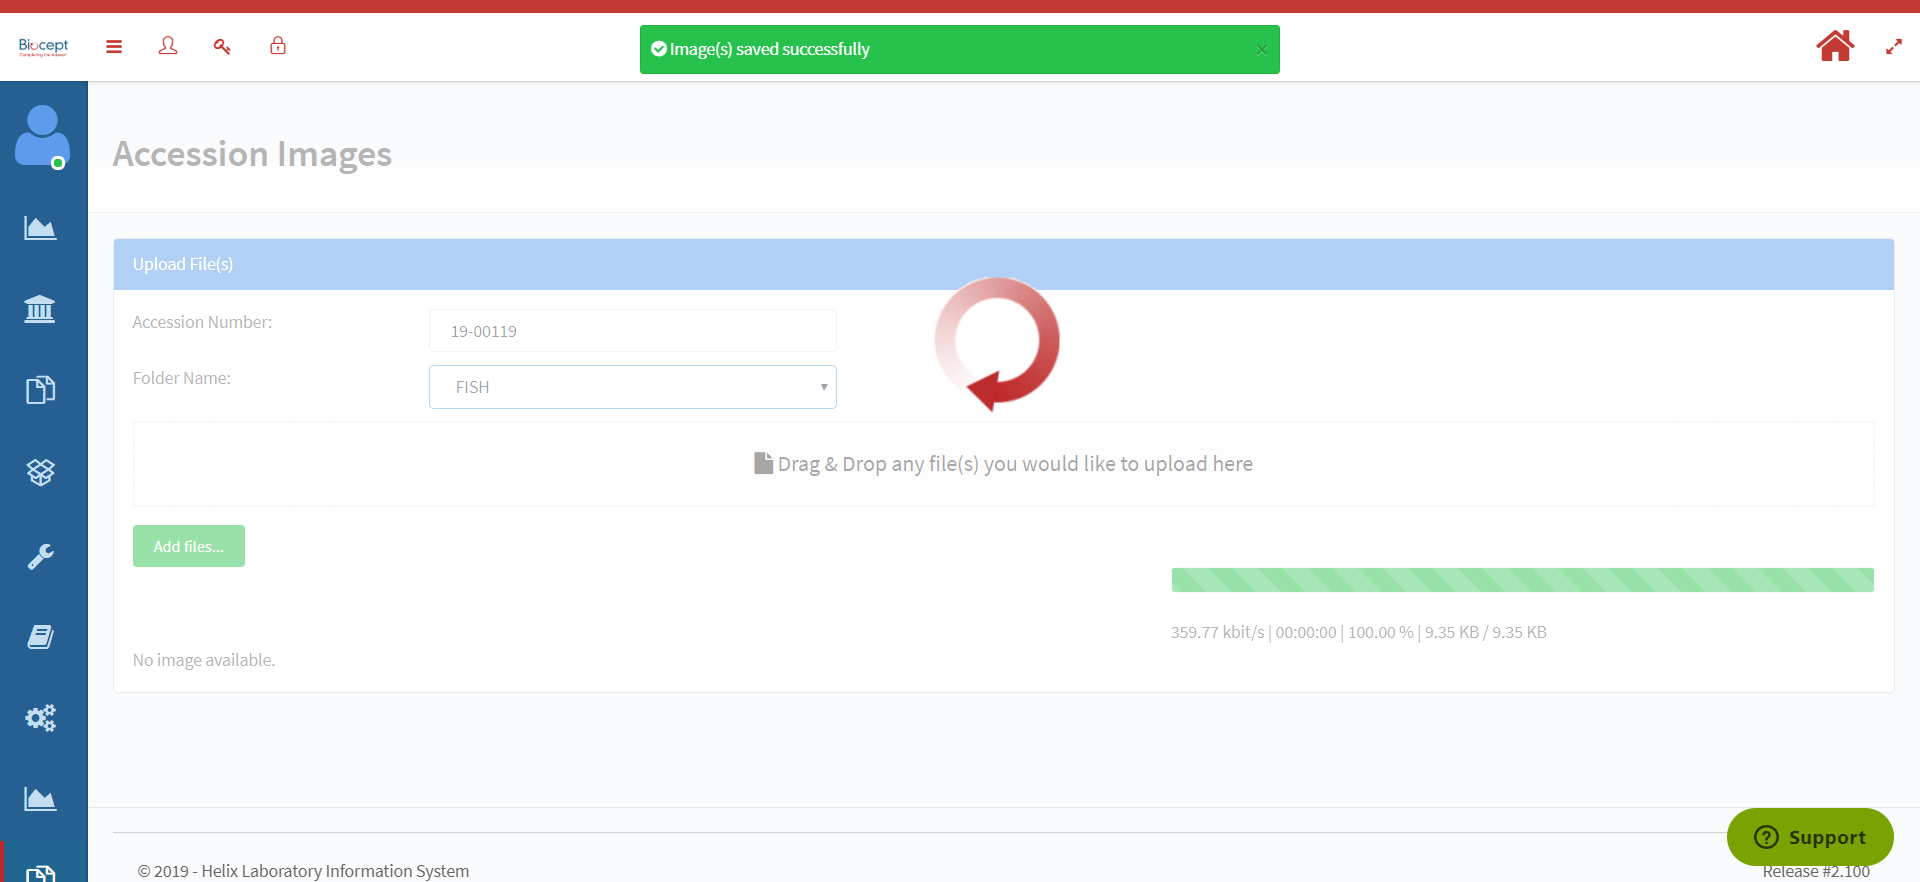 Biocept
Image(s) saved successfully
×
Accession Images
Upload File(s)
Accession Number:
19-00119
Folder Name:
FISH
Drag & Drop any file(s) you would like to upload here
Add files...
359.77 kbit/s | 00:00:00 | 100.00 % | 9.35 KB / 9.35 KB
No image available.
Support
© 2019 - Helix Laboratory Information System
Release #2.100